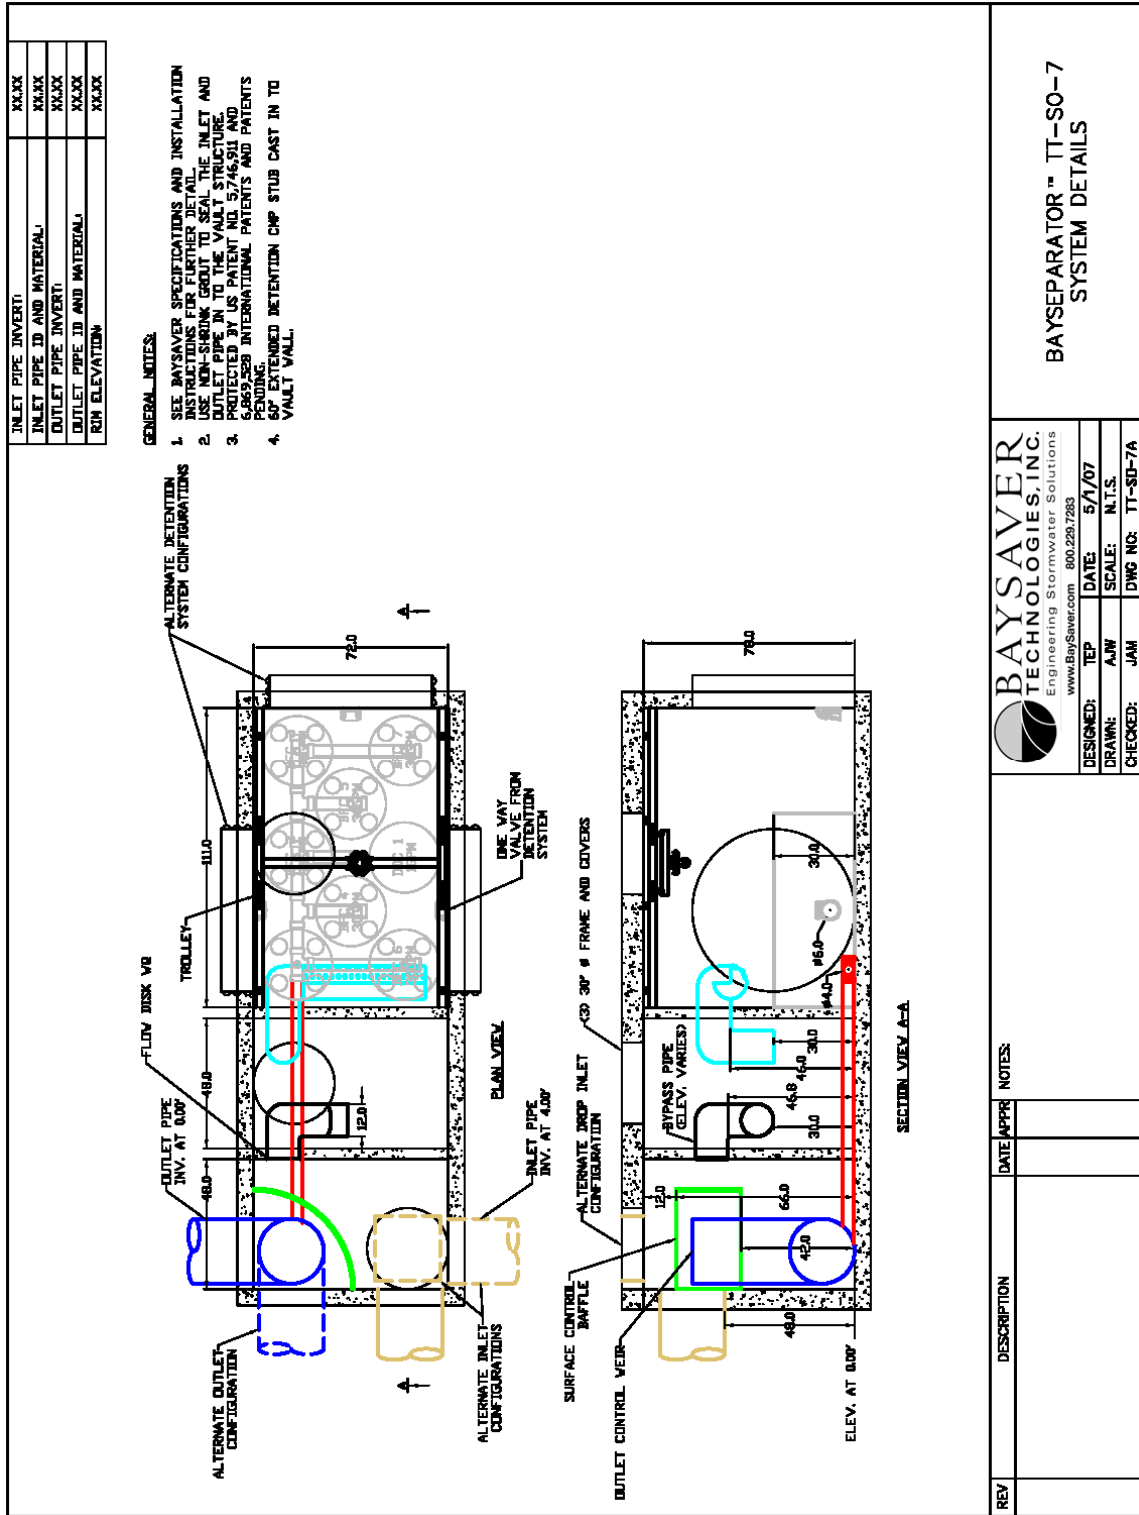 INLET PIPE INVERT: XX.XX
INLET PIPE ID AND MATERIAL: XX.XX
OUTLET PIPE INVERT: XX.XX
OUTLET PIPE ID AND MATERIAL: XX.XX
RIM ELEVATION: XX.XX
GENERAL NOTES:
1. SEE BAYSAVER SPECIFICATIONS AND INSTALLATION
INSTRUCTIONS FOR FURTHER DETAIL.
2. USE NON-SHRINK GROUT TO SEAL THE INLET AND
OUTLET PIPE IN TO THE VAULT STRUCTURE.
3. PROTECTED BY US PATENT NO. 5,746,911 AND
6,869,528 INTERNATIONAL PATENTS AND PATENTS
PENDING.
4. 60" EXTENDED DETENTION CMP STUB CAST IN TO
VAULT WALL.
ALTERNATE DETENTION
SYSTEM CONFIGURATIONS
FLOW DISK WQ
TROLLEY
OUTLET PIPE
INV. AT 0.00'
ALTERNATE OUTLET
CONFIGURATION
48.0
48.0
111.0
72.0
12.0
A
A
ONE WAY
VALVE FROM
DETENTION
SYSTEM
PLAN VIEW
INLET PIPE
INV. AT 4.00'
ALTERNATE INLET
CONFIGURATIONS
(3) 30" ø FRAME AND COVERS
ALTERNATE DROP INLET
CONFIGURATION
SURFACE CONTROL
BAFFLE
OUTLET CONTROL WEIR
BYPASS PIPE
(ELEV. VARIES)
12.0
66.0
42.0
48.0
30.0
46.8
46.0
30.0
ø4.0
ø6.0
30.0
78.0
ELEV. AT 0.00'
SECTION VIEW A-A
REV
DESCRIPTION
DATE
APPR
NOTES:
BAYSAVER
TECHNOLOGIES, INC.
Engineering Stormwater Solutions
www.BaySaver.com 800.229.7283
DESIGNED: TEP DATE: 5/1/07
DRAWN: AJW SCALE: N.T.S.
CHECKED: JAM DWG NO: TT-SO-7A
BAYSEPARATOR™ TT-SO-7
SYSTEM DETAILS